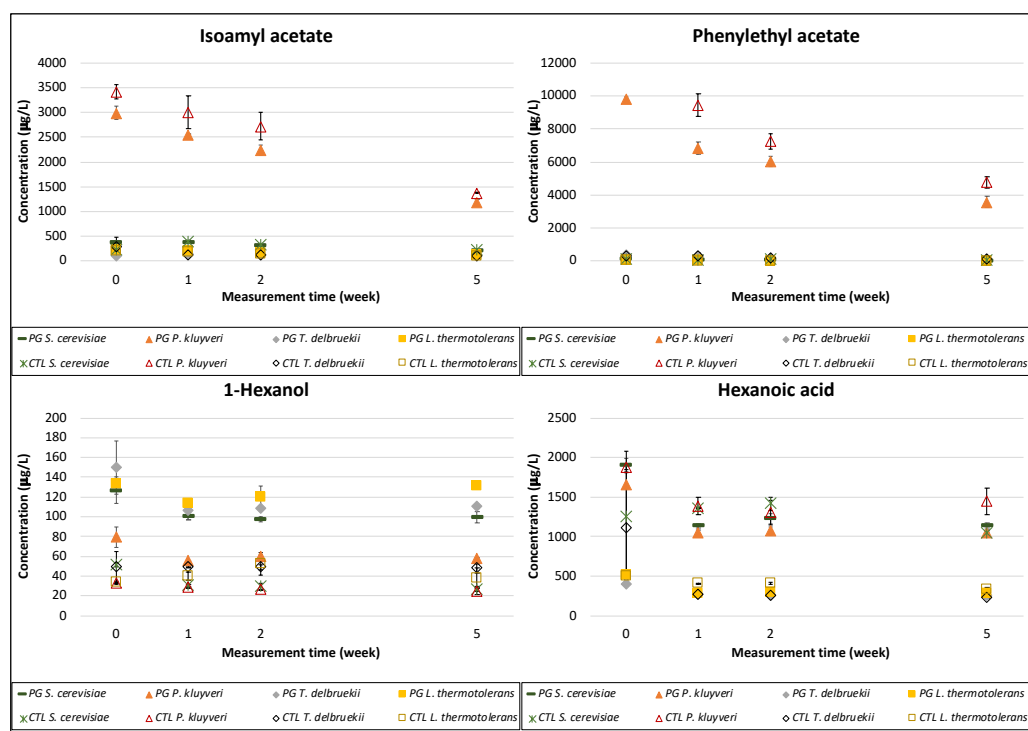 Isoamyl acetate
Concentration (µg/L)
4000
3500
3000
2500
2000
1500
1000
500
0
0 1 2 5
Measurement time (week)
PG S. cerevisiae PG P. kluyveri PG T. delbruekii PG L. thermotolerans
CTL S. cerevisiae CTL P. kluyveri CTL T. delbruekii CTL L. thermotolerans
Phenylethyl acetate
Concentration (µg/L)
12000
10000
8000
6000
4000
2000
0
0 1 2 5
Measurement time (week)
PG S. cerevisiae PG P. kluyveri PG T. delbruekii PG L. thermotolerans
CTL S. cerevisiae CTL P. kluyveri CTL T. delbruekii CTL L. thermotolerans
1-Hexanol
Concentration (µg/L)
200
180
160
140
120
100
80
60
40
20
0
0 1 2 5
Measurement time (week)
PG S. cerevisiae PG P. kluyveri PG T. delbruekii PG L. thermotolerans
CTL S. cerevisiae CTL P. kluyveri CTL T. delbruekii CTL L. thermotolerans
Hexanoic acid
Concentration (µg/L)
2500
2000
1500
1000
500
0
0 1 2 5
Measurement time (week)
PG S. cerevisiae PG P. kluyveri PG T. delbruekii PG L. thermotolerans
CTL S. cerevisiae CTL P. kluyveri CTL T. delbruekii CTL L. thermotolerans